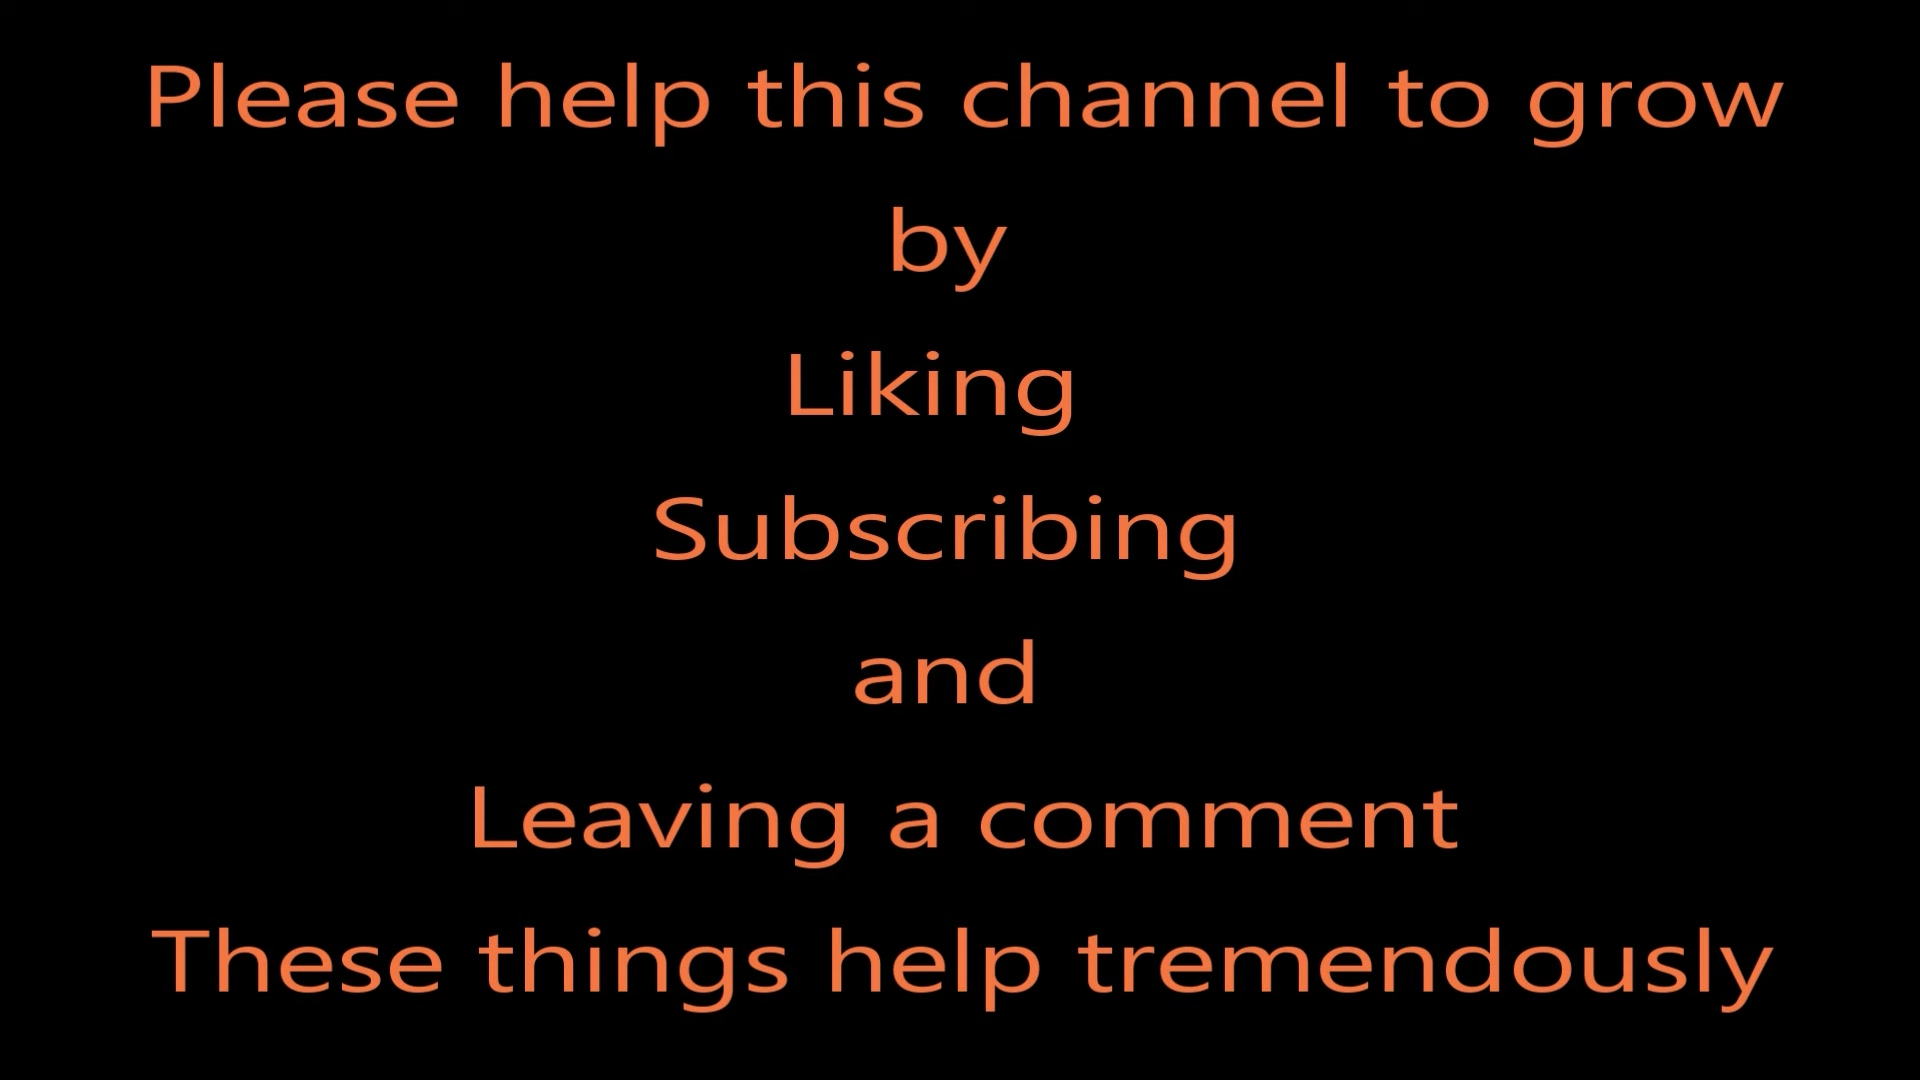 Please help this channel to grow
by
Liking
Subscribing
and
Leaving a comment
These things help tremendously